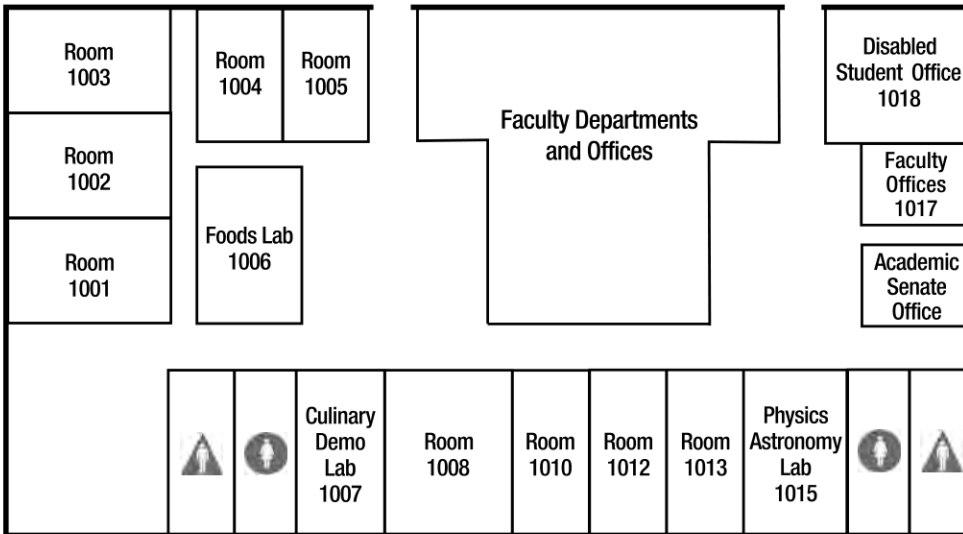 Room
1003
Room
1004
Room
1005
Faculty Departments
and Offices
Disabled
Student Office
1018
Room
1002
Faculty
Offices
1017
Room
1001
Foods Lab
1006
Academic
Senate
Office
Culinary
Demo
Lab
1007
Room
1008
Room
1010
Room
1012
Room
1013
Physics
Astronomy
Lab
1015